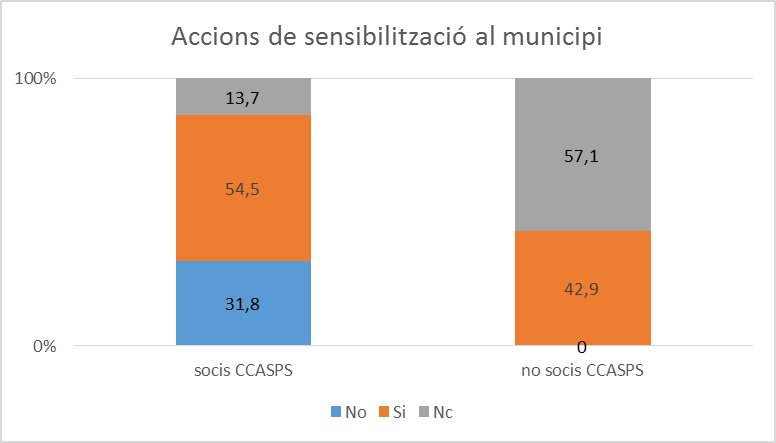 Accions de sensibilització al municipi
100%
13,7
57,1
54,5
42,9
31,8
0%
0
socis CCASPS
no socis CCASPS
No Si Nc